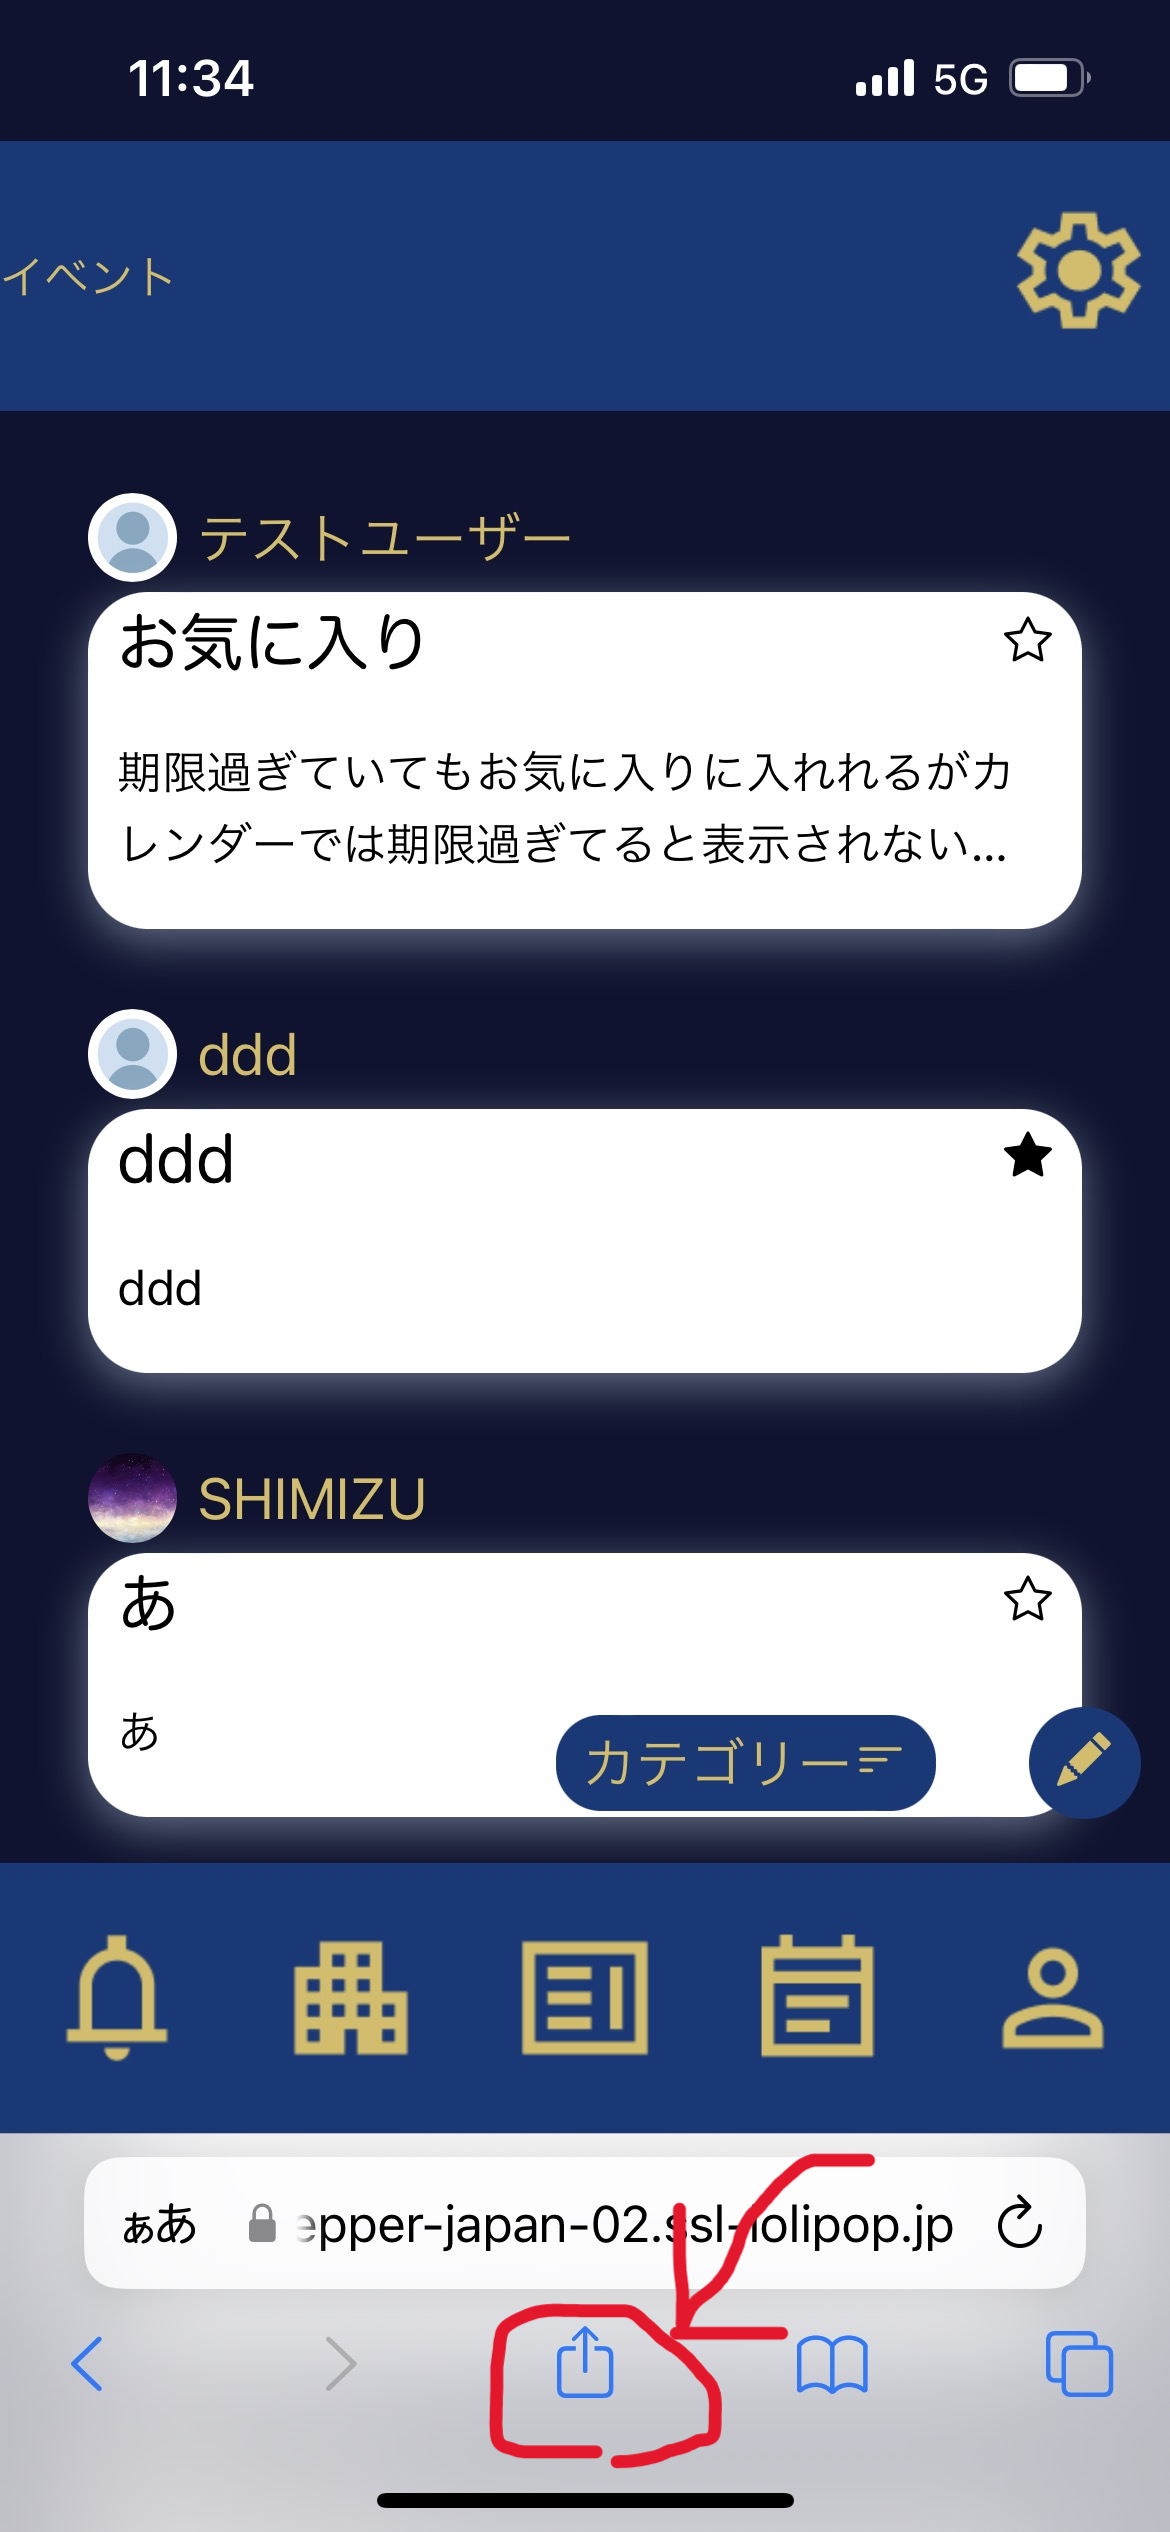 11:34 5G
イベント
テストユーザー
お気に入り
期限過ぎていてもお気に入りに入れれるがカ
レンダーでは期限過ぎてると表示されない...
ddd
ddd
ddd
SHIMIZU
あ
あ
カテゴリー
ぁあ epper-japan-02.ssl-lolipop.jp